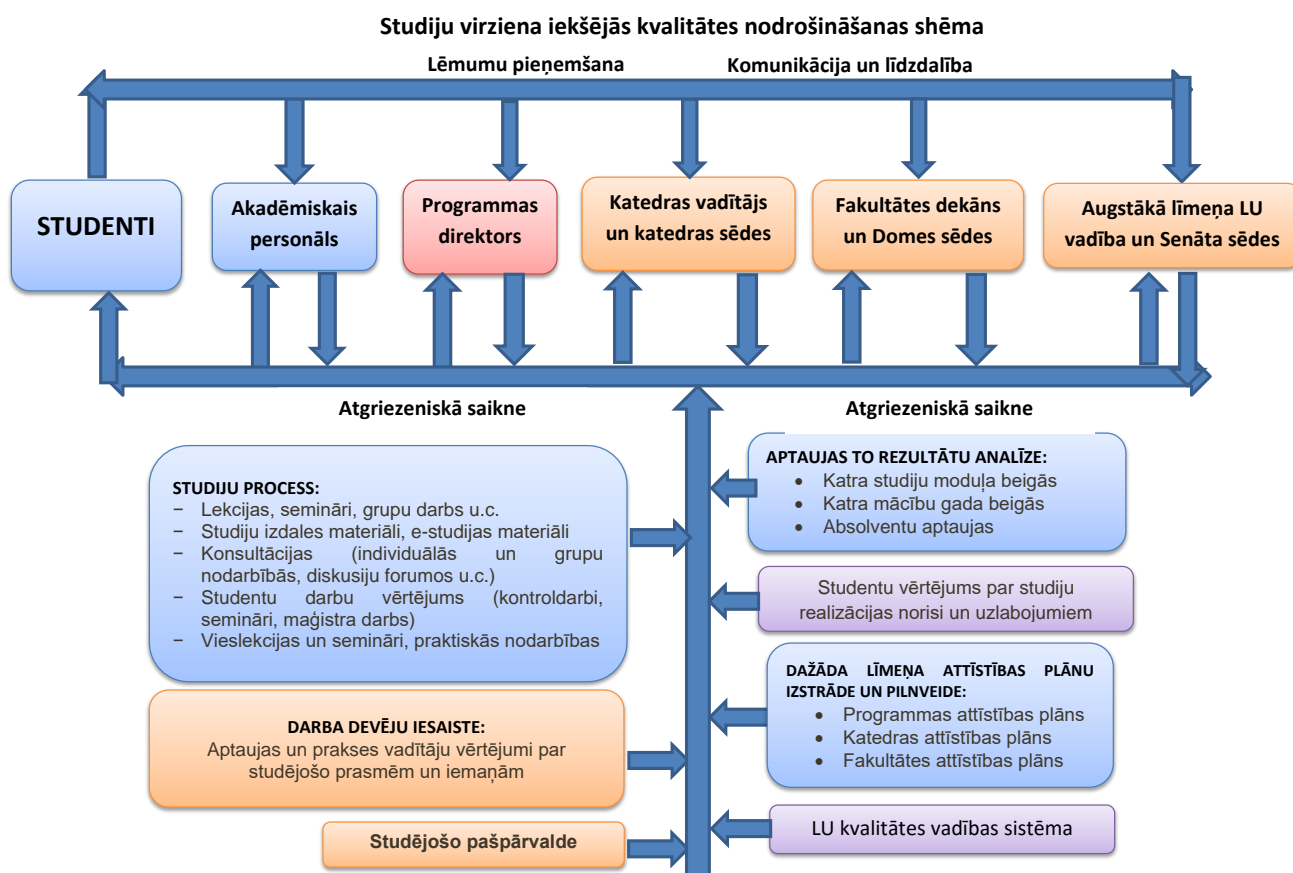 Studiju virziena iekšējās kvalitātes nodrošināšanas shēma
Lēmumu pieņemšana
Komunikācija un līdzdalība
STUDENTI
Akadēmiskais
personāls
Programmas
direktors
Katedras vadītājs
un katedras sēdes
Fakultātes dekāns
un Domes sēdes
Augstākā līmeņa LU
vadība un Senāta sēdes
Atgriezeniskā saikne
Atgriezeniskā saikne
STUDIJU PROCESS:
− Lekcijas, semināri, grupu darbs u.c.
− Studiju izdales materiāli, e-studijas materiāli
− Konsultācijas (individuālās un grupu
nodarbībās, diskusiju forumos u.c.)
− Studentu darbu vērtējums (kontroldarbi,
semināri, maģistra darbs)
− Vieslekcijas un semināri, praktiskās nodarbības
DARBA DEVĒJU IESAISTE:
Aptaujas un prakses vadītāju vērtējumi par
studējošo prasmēm un iemaņām
Studējošo pašpārvalde
APTAUJAS TO REZULTĀTU ANALĪZE:
• Katra studiju moduļa beigās
• Katra mācību gada beigās
• Absolventu aptaujas
Studentu vērtējums par studiju
realizācijas norisi un uzlabojumiem
DAŽĀDA LĪMEŅA ATTĪSTĪBAS PLĀNU
IZSTRĀDE UN PILNVEIDE:
• Programmas attīstības plāns
• Katedras attīstības plāns
• Fakultātes attīstības plāns
LU kvalitātes vadības sistēma